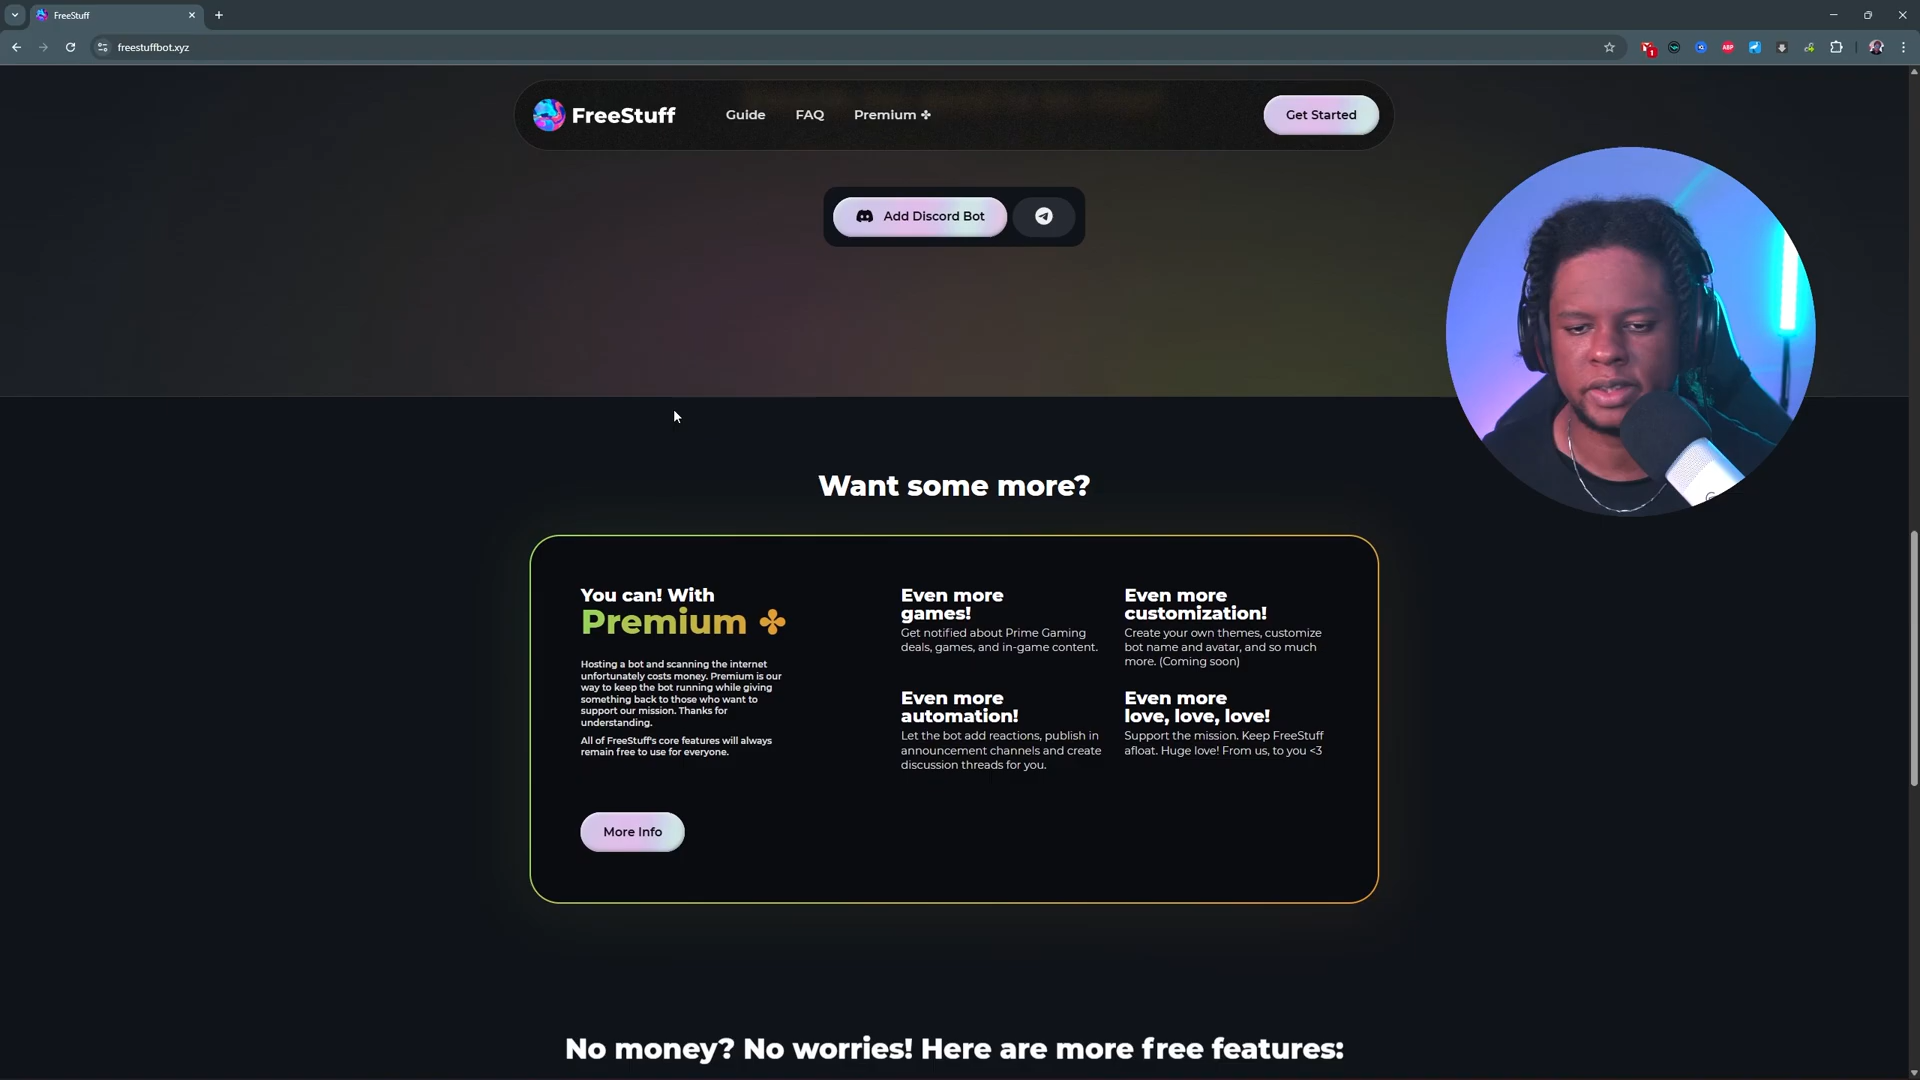 FreeStuff
freestuffbot.xyz
ABP
1
FreeStuff
Guide
FAQ
Premium
Get Started
Add Discord Bot
Want some more?
You can! With
Premium
Hosting a bot and scanning the internet
unfortunately costs money. Premium is our
way to keep the bot running while giving
something back to those who want to
support our mission. Thanks for
understanding.
All of FreeStuff's core features will always
remain free to use for everyone.
More Info
Even more
games!
Get notified about Prime Gaming
deals, games, and in-game content.
Even more
customization!
Create your own themes, customize
bot name and avatar, and so much
more. (Coming soon)
Even more
automation!
Let the bot add reactions, publish in
announcement channels and create
discussion threads for you.
Even more
love, love, love!
Support the mission. Keep FreeStuff
afloat. Huge love! From us, to you <3
No money? No worries! Here are more free features: